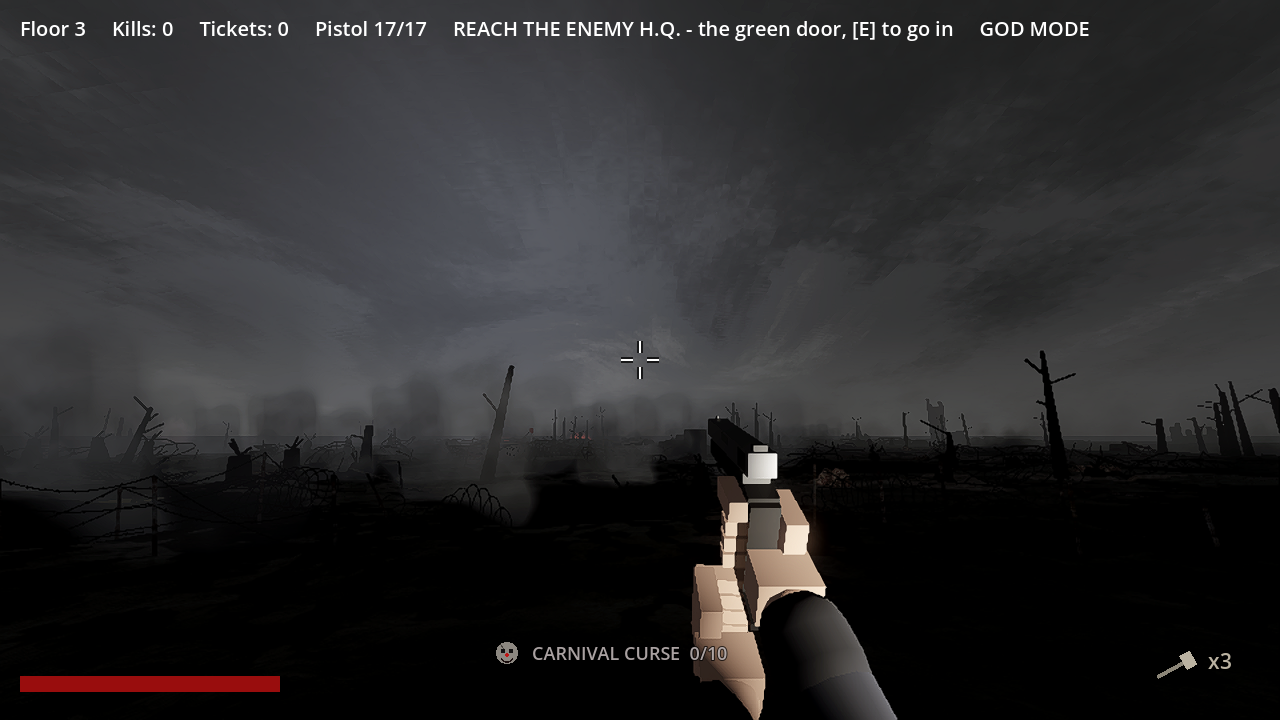 Floor 3 Kills: 0 Tickets: 0 Pistol 17/17 REACH THE ENEMY H.Q. - the green door, [E] to go in GOD MODE
CARNIVAL CURSE 0/10
x3